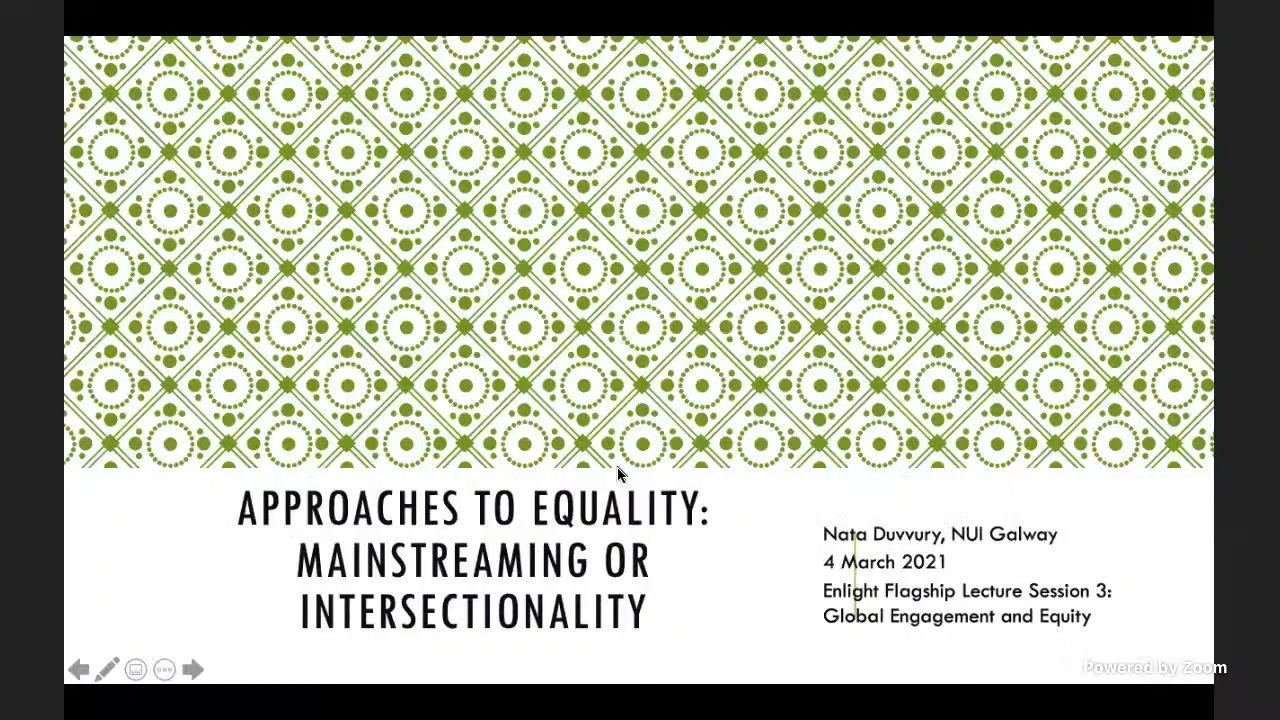 APPROACHES TO EQUALITY:
MAINSTREAMING OR
INTERSECTIONALITY
Nata Duvvury, NUI Galway
4 March 2021
Enlight Flagship Lecture Session 3:
Global Engagement and Equity
Powered by Zoom